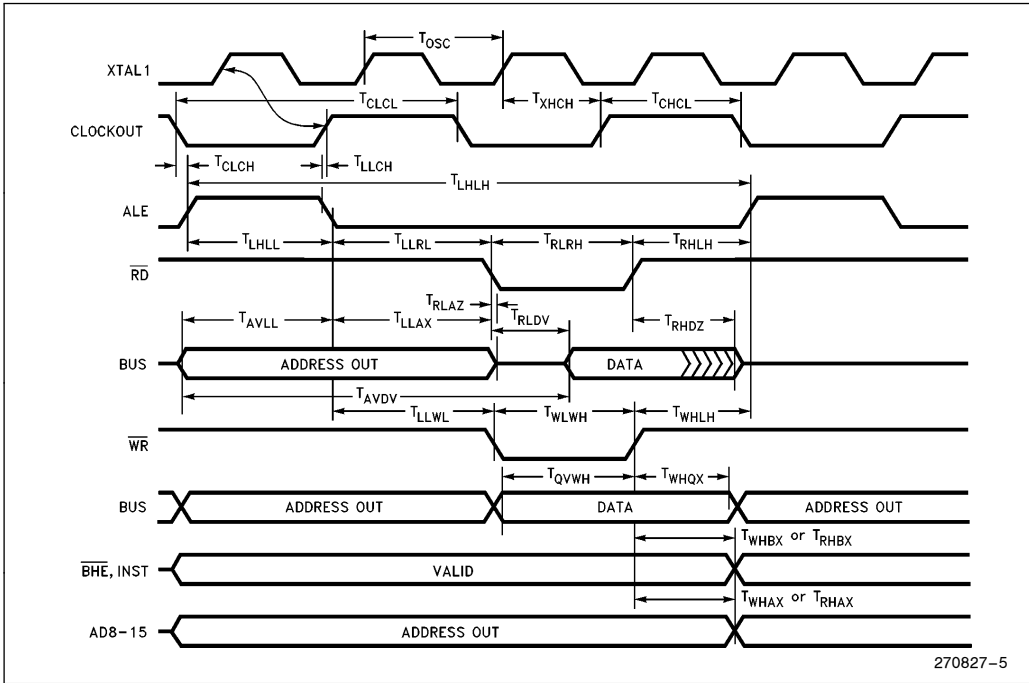 T_OSC
XTAL1
T_CLCL T_XHCH T_CHCL
CLOCKOUT
T_CLCH T_LLCH
T_LHLH
ALE
T_LHLL T_LLRL T_RLRH T_RHLH
RD
T_RLAZ
T_AVLL T_LLAX T_RLDV T_RHDZ
BUS ADDRESS OUT DATA
T_AVDV
T_LLWL T_WLWH T_WHLH
WR
T_QVWH T_WHQX
BUS ADDRESS OUT DATA ADDRESS OUT
T_WHBX or T_RHBX
BHE, INST VALID
T_WHAX or T_RHAX
AD8-15 ADDRESS OUT
270827-5